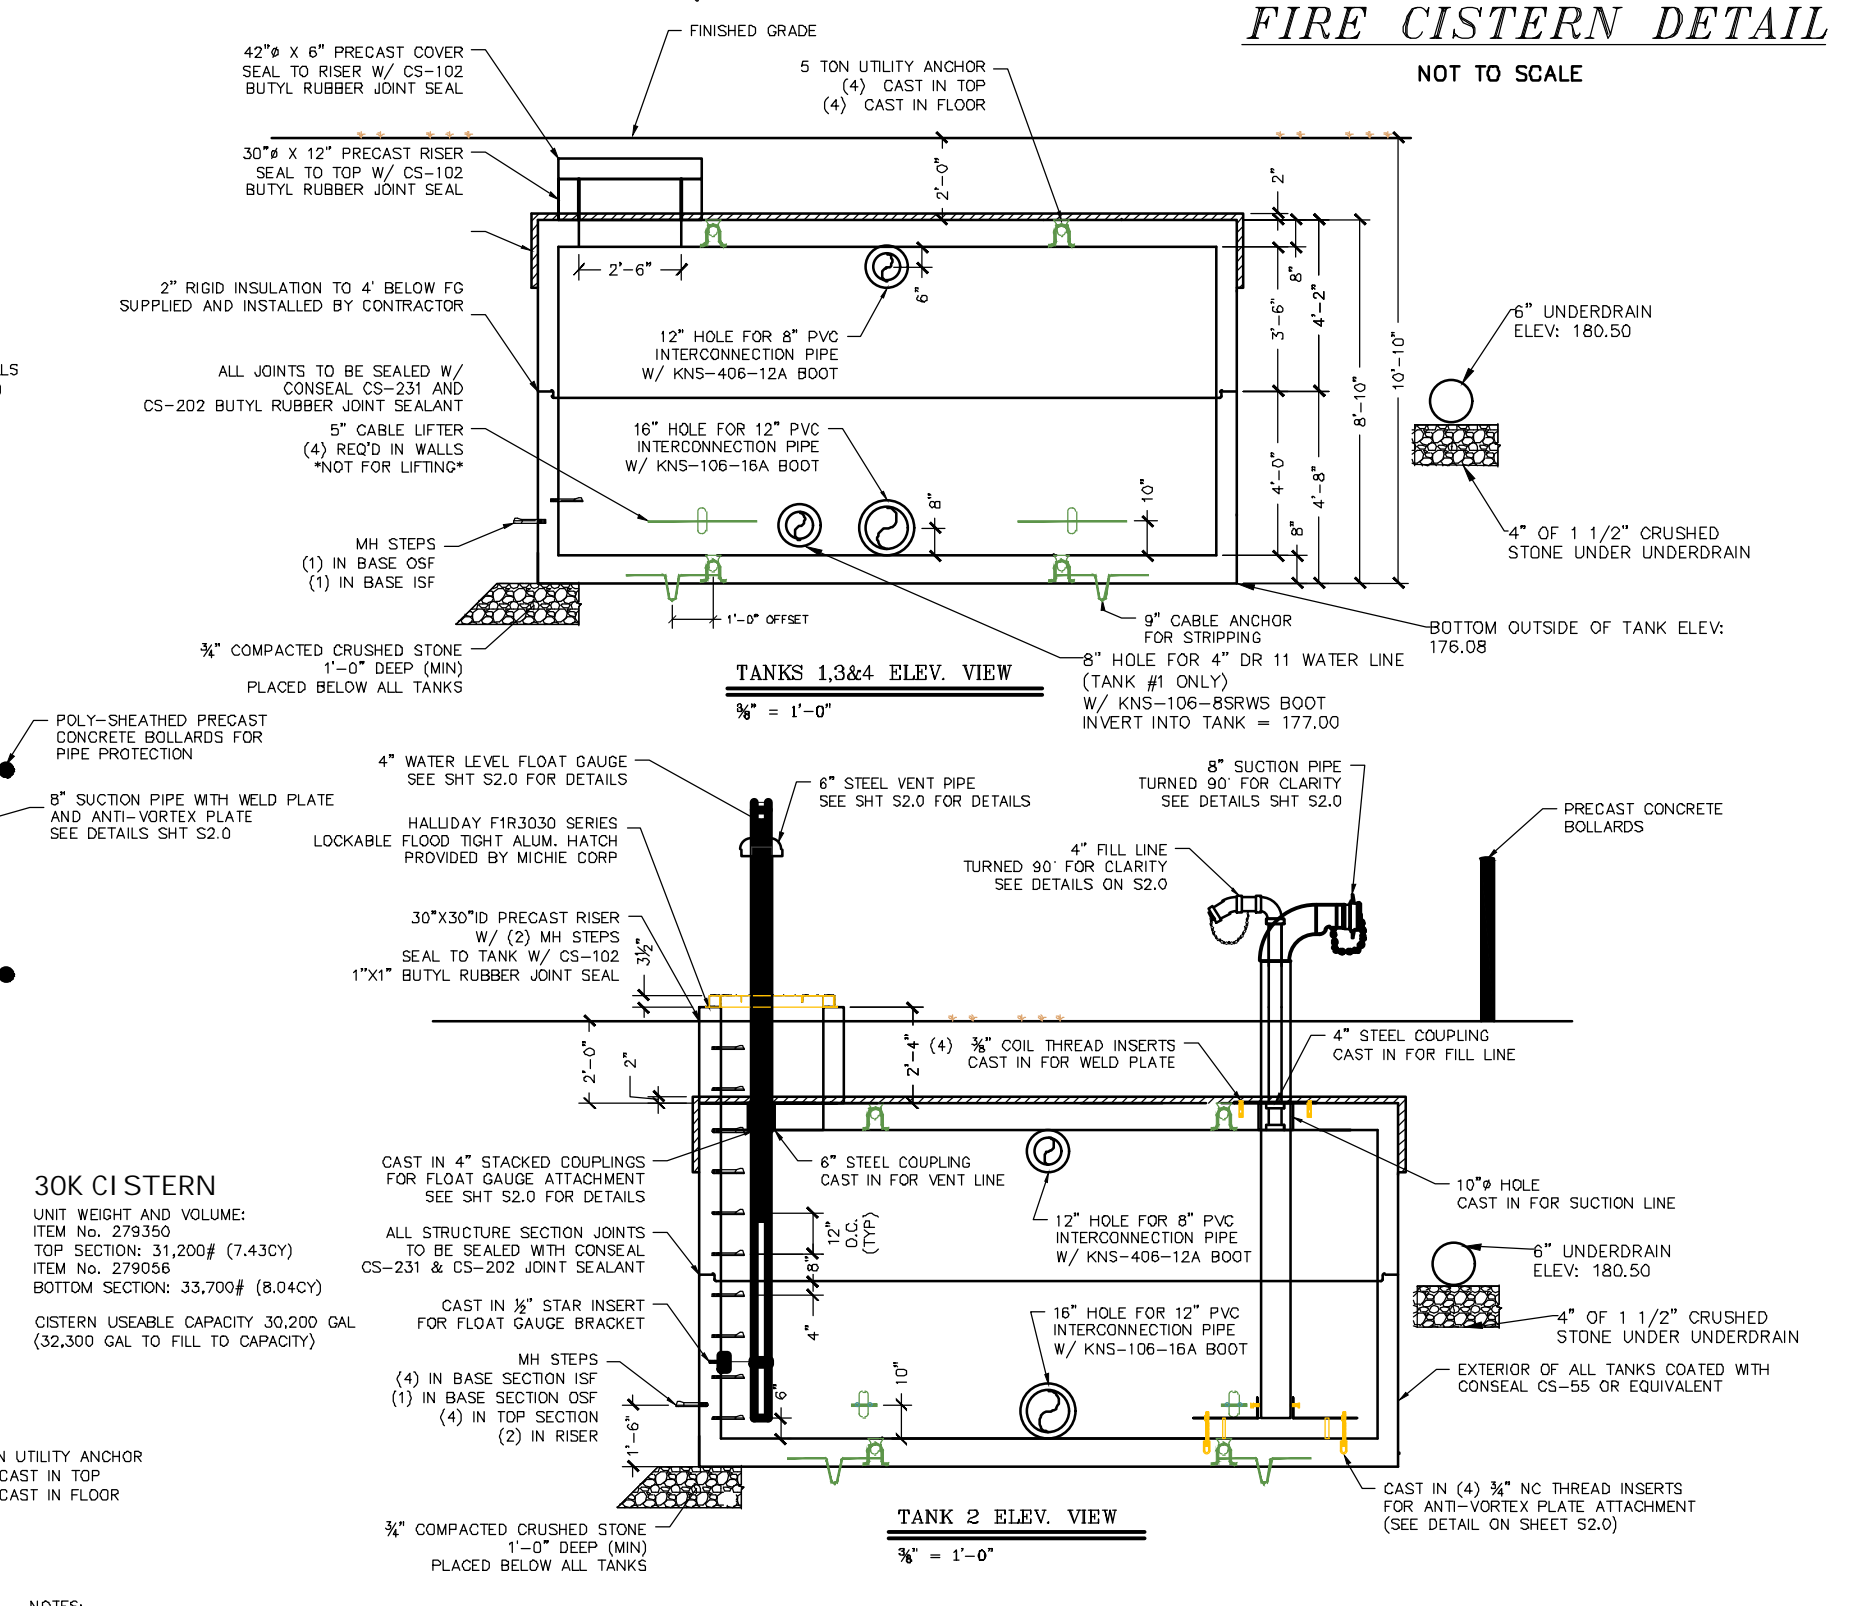 FIRE CISTERN DETAIL
NOT TO SCALE
FINISHED GRADE
42"ø X 6" PRECAST COVER
SEAL TO RISER W/ CS-102
BUTYL RUBBER JOINT SEAL
5 TON UTILITY ANCHOR
(4) CAST IN TOP
(4) CAST IN FLOOR
30"ø X 12" PRECAST RISER
SEAL TO TOP W/ CS-102
BUTYL RUBBER JOINT SEAL
2'-0"
2"
2'-6"
6"
8"
2" RIGID INSULATION TO 4' BELOW FG
SUPPLIED AND INSTALLED BY CONTRACTOR
12" HOLE FOR 8" PVC
INTERCONNECTION PIPE
W/ KNS-406-12A BOOT
3'-6"
4'-2"
10'-10"
8'-10"
6" UNDERDRAIN
ELEV: 180.50
LS
ALL JOINTS TO BE SEALED W/
CONSEAL CS-231 AND
CS-202 BUTYL RUBBER JOINT SEALANT
5" CABLE LIFTER
(4) REQ'D IN WALLS
*NOT FOR LIFTING*
16" HOLE FOR 12" PVC
INTERCONNECTION PIPE
W/ KNS-106-16A BOOT
8"
10"
4'-0"
4'-8"
8"
4" OF 1 1/2" CRUSHED
STONE UNDER UNDERDRAIN
MH STEPS
(1) IN BASE OSF
(1) IN BASE ISF
1'-0" OFFSET
9" CABLE ANCHOR
FOR STRIPPING
BOTTOM OUTSIDE OF TANK ELEV:
176.08
¾" COMPACTED CRUSHED STONE
1'-0" DEEP (MIN)
PLACED BELOW ALL TANKS
8" HOLE FOR 4" DR 11 WATER LINE
(TANK #1 ONLY)
W/ KNS-106-8SRWS BOOT
INVERT INTO TANK = 177.00
TANKS 1,3&4 ELEV. VIEW
⅜" = 1'-0"
POLY-SHEATHED PRECAST
CONCRETE BOLLARDS FOR
PIPE PROTECTION
8" SUCTION PIPE WITH WELD PLATE
AND ANTI-VORTEX PLATE
SEE DETAILS SHT S2.0
4" WATER LEVEL FLOAT GAUGE
SEE SHT S2.0 FOR DETAILS
6" STEEL VENT PIPE
SEE SHT S2.0 FOR DETAILS
8" SUCTION PIPE
TURNED 90° FOR CLARITY
SEE DETAILS SHT S2.0
PRECAST CONCRETE
BOLLARDS
HALLIDAY F1R3030 SERIES
LOCKABLE FLOOD TIGHT ALUM. HATCH
PROVIDED BY MICHIE CORP
4" FILL LINE
TURNED 90° FOR CLARITY
SEE DETAILS ON S2.0
30"X30"ID PRECAST RISER
W/ (2) MH STEPS
SEAL TO TANK W/ CS-102
1"X1" BUTYL RUBBER JOINT SEAL
3½"
2'-0"
2"
2'-4"
(4) ⅜" COIL THREAD INSERTS
CAST IN FOR WELD PLATE
4" STEEL COUPLING
CAST IN FOR FILL LINE
CAST IN 4" STACKED COUPLINGS
FOR FLOAT GAUGE ATTACHMENT
SEE SHT S2.0 FOR DETAILS
6" STEEL COUPLING
CAST IN FOR VENT LINE
10"ø HOLE
CAST IN FOR SUCTION LINE
30K CISTERN
UNIT WEIGHT AND VOLUME:
ITEM No. 279350
TOP SECTION: 31,200# (7.43CY)
ITEM No. 279056
BOTTOM SECTION: 33,700# (8.04CY)
CISTERN USEABLE CAPACITY 30,200 GAL
(32,300 GAL TO FILL TO CAPACITY)
ALL STRUCTURE SECTION JOINTS
TO BE SEALED WITH CONSEAL
CS-231 & CS-202 JOINT SEALANT
12"
O.C.
(TYP)
8"
4"
12" HOLE FOR 8" PVC
INTERCONNECTION PIPE
W/ KNS-406-12A BOOT
6" UNDERDRAIN
ELEV: 180.50
CAST IN ½" STAR INSERT
FOR FLOAT GAUGE BRACKET
16" HOLE FOR 12" PVC
INTERCONNECTION PIPE
W/ KNS-106-16A BOOT
4" OF 1 1/2" CRUSHED
STONE UNDER UNDERDRAIN
MH STEPS
(4) IN BASE SECTION ISF
(1) IN BASE SECTION OSF
(4) IN TOP SECTION
(2) IN RISER
1'-6"
6"
10"
EXTERIOR OF ALL TANKS COATED WITH
CONSEAL CS-55 OR EQUIVALENT
N UTILITY ANCHOR
CAST IN TOP
CAST IN FLOOR
CAST IN (4) ¾" NC THREAD INSERTS
FOR ANTI-VORTEX PLATE ATTACHMENT
(SEE DETAIL ON SHEET S2.0)
¾" COMPACTED CRUSHED STONE
1'-0" DEEP (MIN)
PLACED BELOW ALL TANKS
TANK 2 ELEV. VIEW
⅜" = 1'-0"
NOTES: